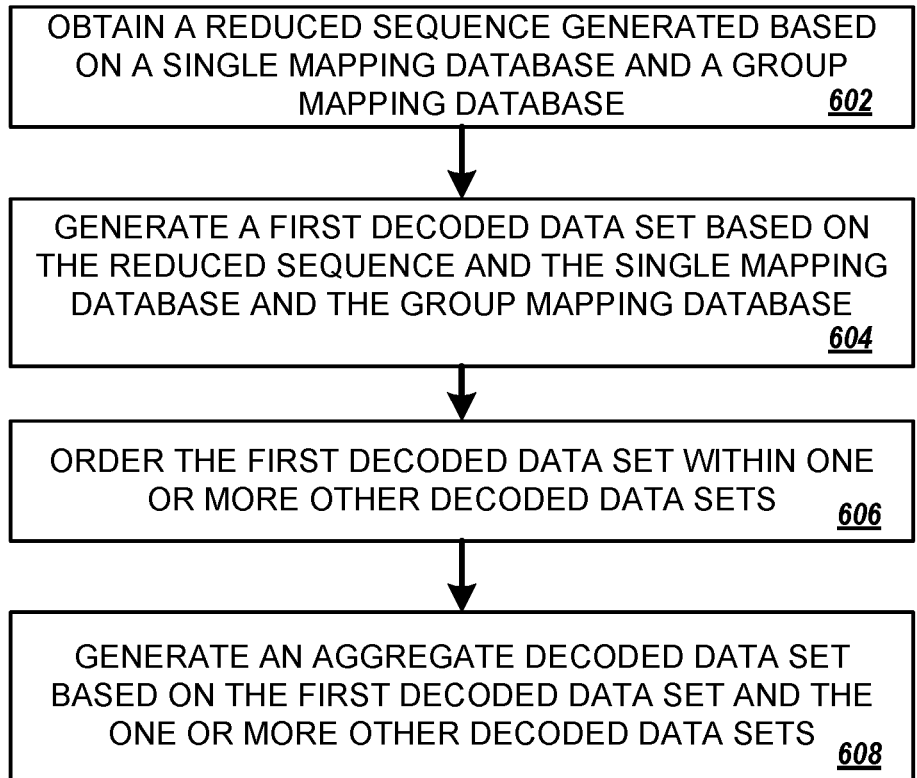 OBTAIN A REDUCED SEQUENCE GENERATED BASED
ON A SINGLE MAPPING DATABASE AND A GROUP
MAPPING DATABASE 602
GENERATE A FIRST DECODED DATA SET BASED ON
THE REDUCED SEQUENCE AND THE SINGLE MAPPING
DATABASE AND THE GROUP MAPPING DATABASE
604
ORDER THE FIRST DECODED DATA SET WITHIN ONE
OR MORE OTHER DECODED DATA SETS
606
GENERATE AN AGGREGATE DECODED DATA SET
BASED ON THE FIRST DECODED DATA SET AND THE
ONE OR MORE OTHER DECODED DATA SETS
608